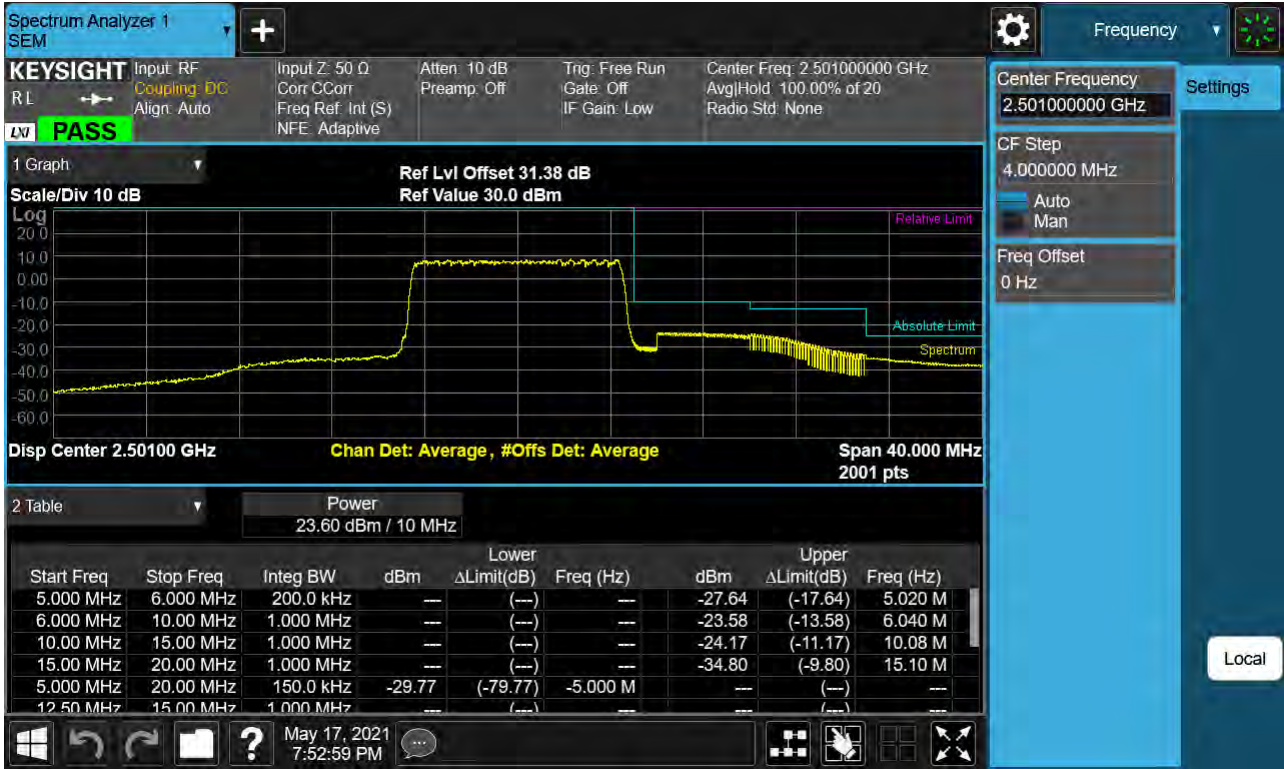 Spectrum Analyzer 1
SEM
+
Frequency
KEYSIGHT
RL
LXI
PASS
Input: RF
Coupling: DC
Align: Auto
Input Z: 50 Ω
Corr CCorr
Freq Ref: Int (S)
NFE: Adaptive
Atten: 10 dB
Preamp: Off
Trig: Free Run
Gate: Off
IF Gain: Low
Center Freq: 2.501000000 GHz
Avg|Hold: 100.00% of 20
Radio Std: None
Center Frequency
2.501000000 GHz
Settings
CF Step
4.000000 MHz
Auto
Man
Freq Offset
0 Hz
Local
1 Graph
Ref Lvl Offset 31.38 dB
Scale/Div 10 dB
Ref Value 30.0 dBm
Log
20.0
10.0
0.00
-10.0
-20.0
-30.0
-40.0
-50.0
-60.0
Relative Limit
Absolute Limit
Spectrum
Disp Center 2.50100 GHz
Chan Det: Average , #Offs Det: Average
Span 40.000 MHz
2001 pts
2 Table
Power
23.60 dBm / 10 MHz
Lower Upper
Start Freq Stop Freq Integ BW dBm ΔLimit(dB) Freq (Hz) dBm ΔLimit(dB) Freq (Hz)
5.000 MHz 6.000 MHz 200.0 kHz --- (---) --- -27.64 (-17.64) 5.020 M
6.000 MHz 10.00 MHz 1.000 MHz --- (---) --- -23.58 (-13.58) 6.040 M
10.00 MHz 15.00 MHz 1.000 MHz --- (---) --- -24.17 (-11.17) 10.08 M
15.00 MHz 20.00 MHz 1.000 MHz --- (---) --- -34.80 (-9.80) 15.10 M
5.000 MHz 20.00 MHz 150.0 kHz -29.77 (-79.77) -5.000 M --- (---) ---
12.50 MHz 15.00 MHz 1.000 MHz --- (---) --- --- (---) ---
?
May 17, 2021
7:52:59 PM